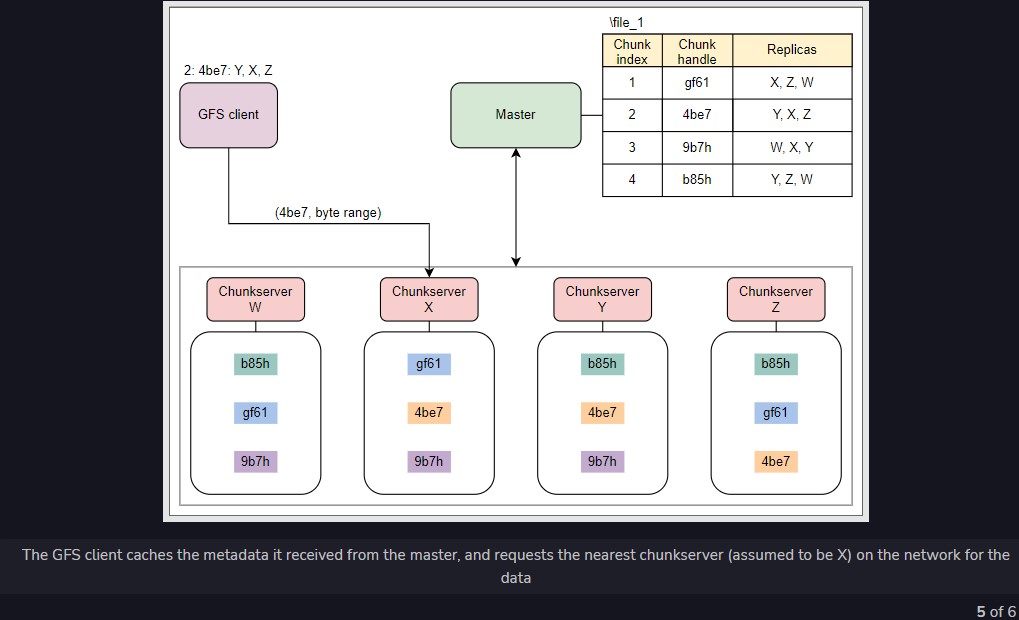 \file_1
Chunk index
Chunk handle
Replicas
1 gf61 X, Z, W
2 4be7 Y, X, Z
3 9b7h W, X, Y
4 b85h Y, Z, W
2: 4be7: Y, X, Z
GFS client
Master
(4be7, byte range)
Chunkserver
W
Chunkserver
X
Chunkserver
Y
Chunkserver
Z
b85h
gf61
9b7h
gf61
4be7
9b7h
b85h
4be7
9b7h
b85h
gf61
4be7
The GFS client caches the metadata it received from the master, and requests the nearest chunkserver (assumed to be X) on the network for the
data
5 of 6